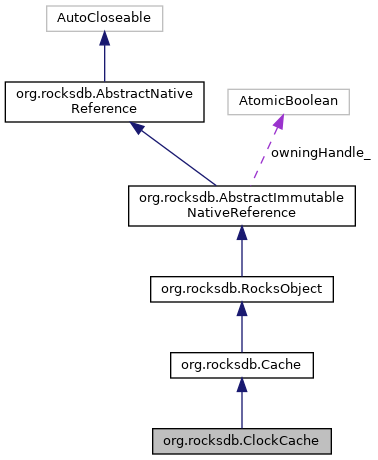 AutoCloseable
org.rocksdb.AbstractNative
Reference
AtomicBoolean
owningHandle_
org.rocksdb.AbstractImmutable
NativeReference
org.rocksdb.RocksObject
org.rocksdb.Cache
org.rocksdb.ClockCache